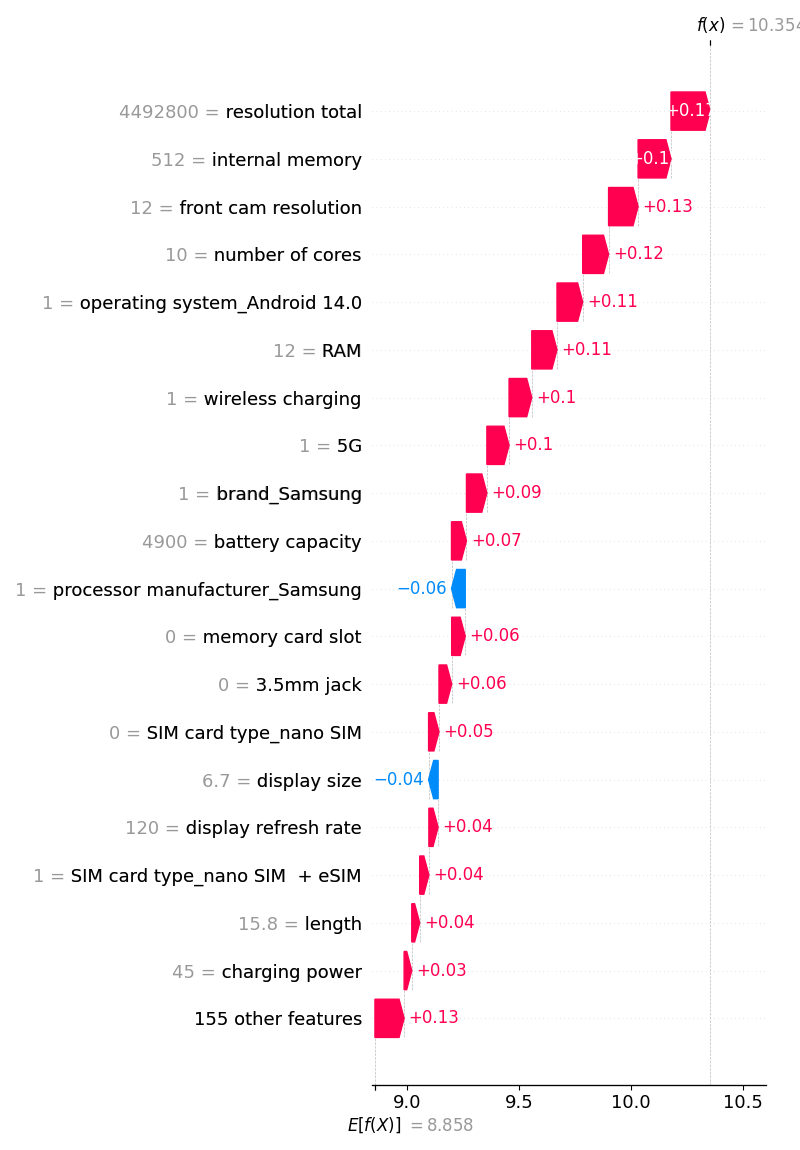 f(x) = 10.354
4492800 = resolution total
+0.17
512 = internal memory
+0.1
12 = front cam resolution
+0.13
10 = number of cores
+0.12
1 = operating system_Android 14.0
+0.11
12 = RAM
+0.11
1 = wireless charging
+0.1
1 = 5G
+0.1
1 = brand_Samsung
+0.09
4900 = battery capacity
+0.07
1 = processor manufacturer_Samsung
−0.06
0 = memory card slot
+0.06
0 = 3.5mm jack
+0.06
0 = SIM card type_nano SIM
+0.05
6.7 = display size
−0.04
120 = display refresh rate
+0.04
1 = SIM card type_nano SIM  + eSIM
+0.04
15.8 = length
+0.04
45 = charging power
+0.03
155 other features
+0.13
9.0 9.5 10.0 10.5
E[f(X)] = 8.858